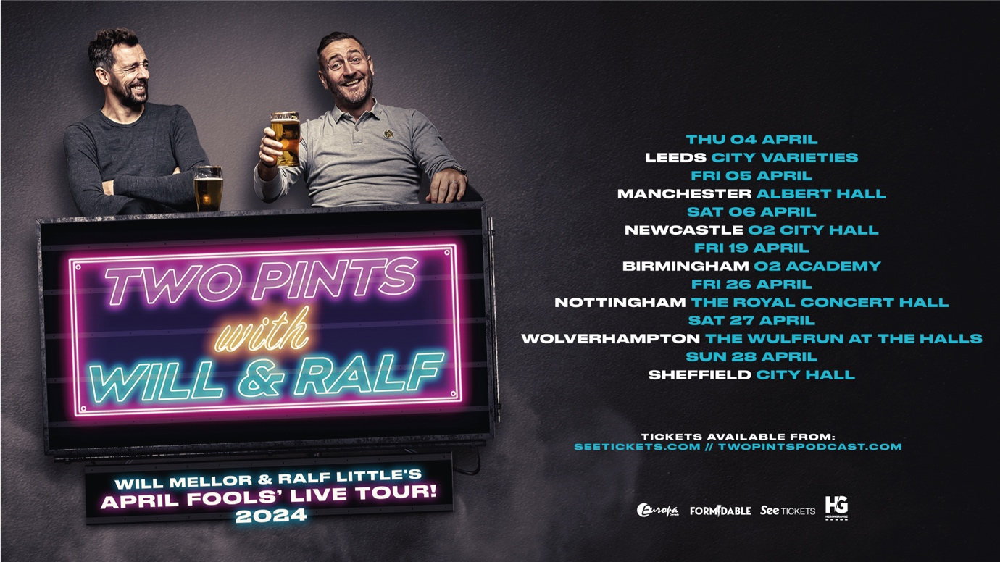 TWO PINTS
with
WILL & RALF
WILL MELLOR & RALF LITTLE'S
APRIL FOOLS' LIVE TOUR!
2024
THU 04 APRIL
LEEDS CITY VARIETIES
FRI 05 APRIL
MANCHESTER ALBERT HALL
SAT 06 APRIL
NEWCASTLE O2 CITY HALL
FRI 19 APRIL
BIRMINGHAM O2 ACADEMY
FRI 26 APRIL
NOTTINGHAM THE ROYAL CONCERT HALL
SAT 27 APRIL
WOLVERHAMPTON THE WULFRUN AT THE HALLS
SUN 28 APRIL
SHEFFIELD CITY HALL
TICKETS AVAILABLE FROM:
SEETICKETS.COM // TWOPINTSPODCAST.COM
Europa Comedy FORMIDABLE See TICKETS HG